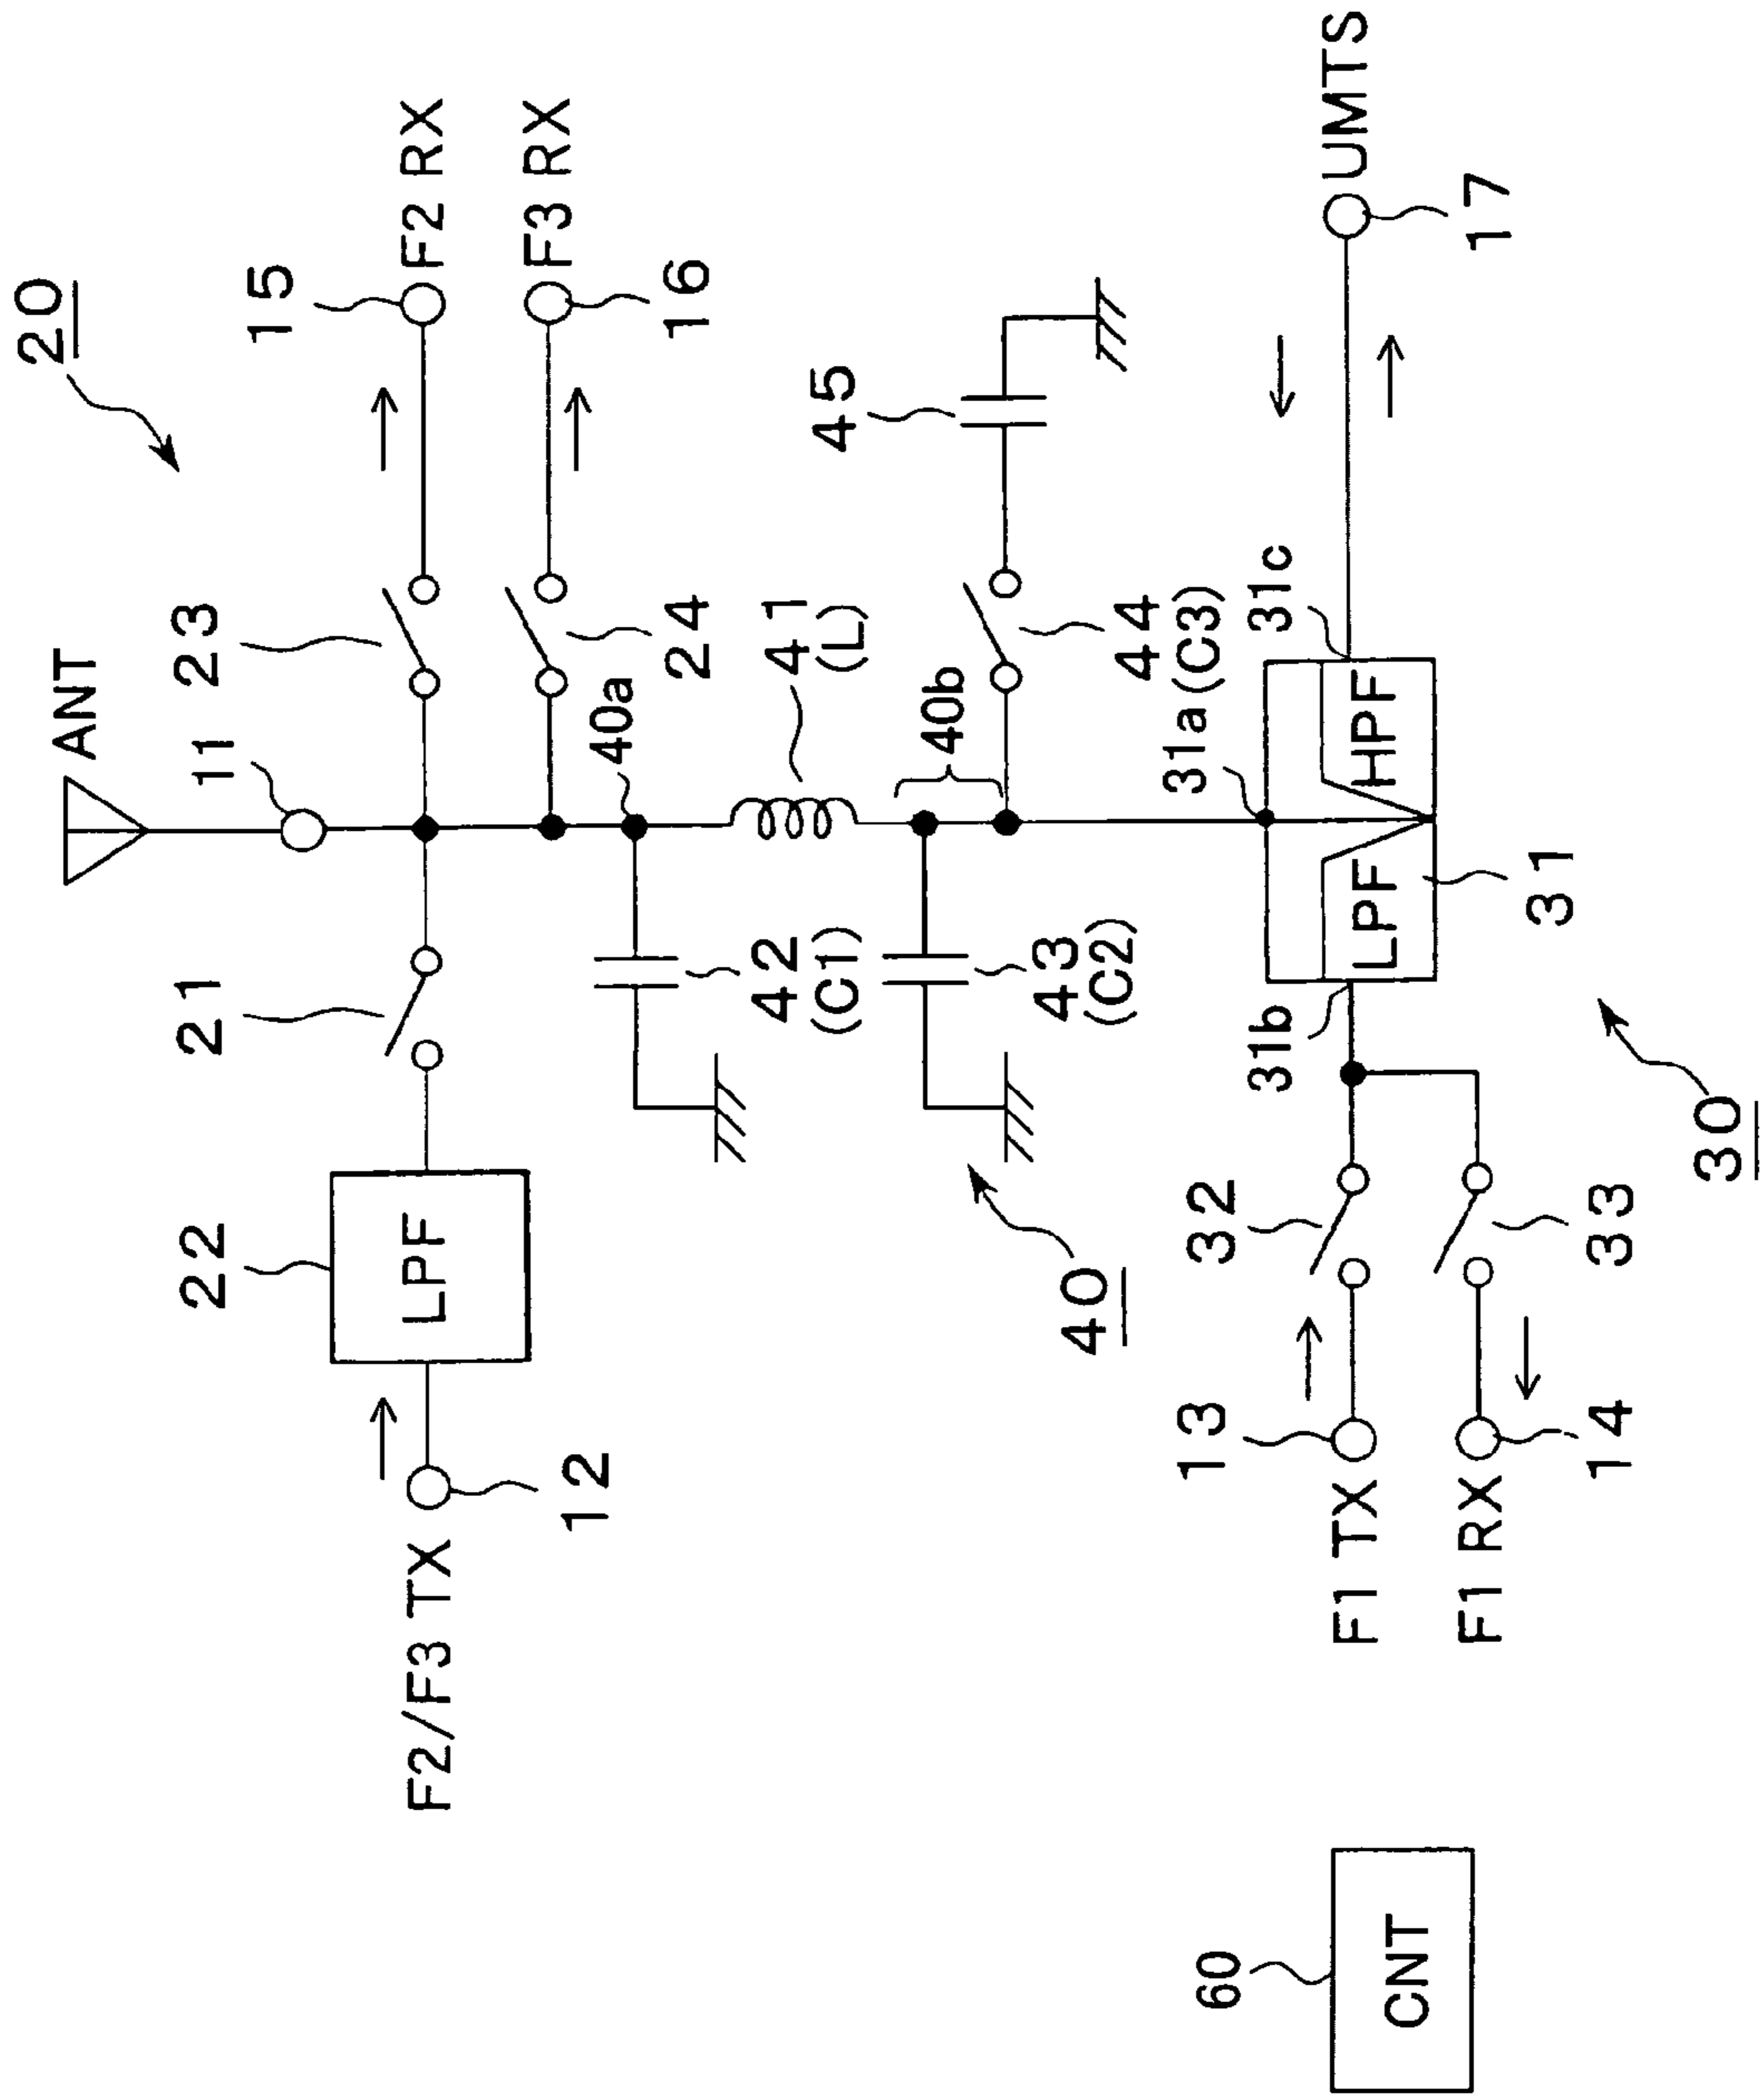 20
ANT
11
15
F2 RX
23
F3 RX
16
24
21
22
LPF
F2/F3 TX
12
40a
41
(L)
42
(C1)
40b
45
43
(C2)
44
(C3)
40
31a
31c
31b
LPF
HPF
31
UMTS
17
32
33
13
F1 TX
F1 RX
14
30
60
CNT